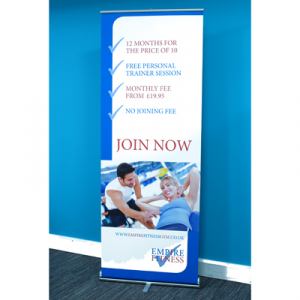 12 MONTHS FOR
THE PRICE OF 10
FREE PERSONAL
TRAINER SESSION
MONTHLY FEE
FROM £19.95
NO JOINING FEE
JOIN NOW
EMPIRE
FITNESS